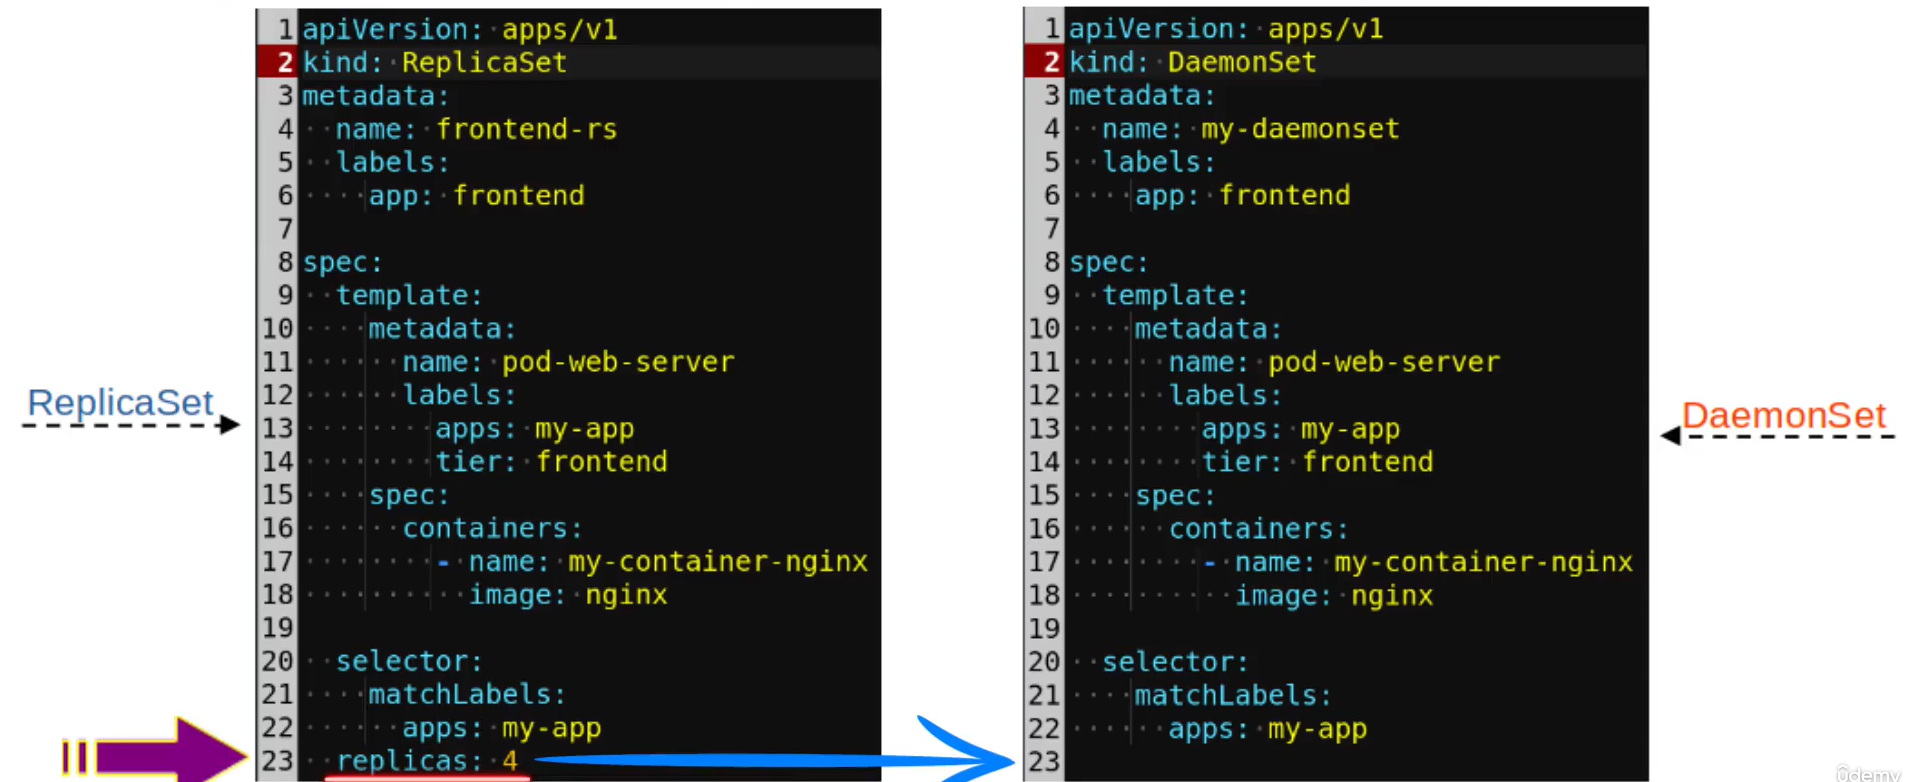 1 apiVersion: apps/v1
2 kind: ReplicaSet
3 metadata:
4 name: frontend-rs
5 labels:
6 app: frontend
7
8 spec:
9 template:
10 metadata:
11 name: pod-web-server
12 labels:
13 apps: my-app
14 tier: frontend
15 spec:
16 containers:
17 - name: my-container-nginx
18 image: nginx
19
20 selector:
21 matchLabels:
22 apps: my-app
23 replicas: 4
ReplicaSet
1 apiVersion: apps/v1
2 kind: DaemonSet
3 metadata:
4 name: my-daemonset
5 labels:
6 app: frontend
7
8 spec:
9 template:
10 metadata:
11 name: pod-web-server
12 labels:
13 apps: my-app
14 tier: frontend
15 spec:
16 containers:
17 - name: my-container-nginx
18 image: nginx
19
20 selector:
21 matchLabels:
22 apps: my-app
23
DaemonSet
ûdemy